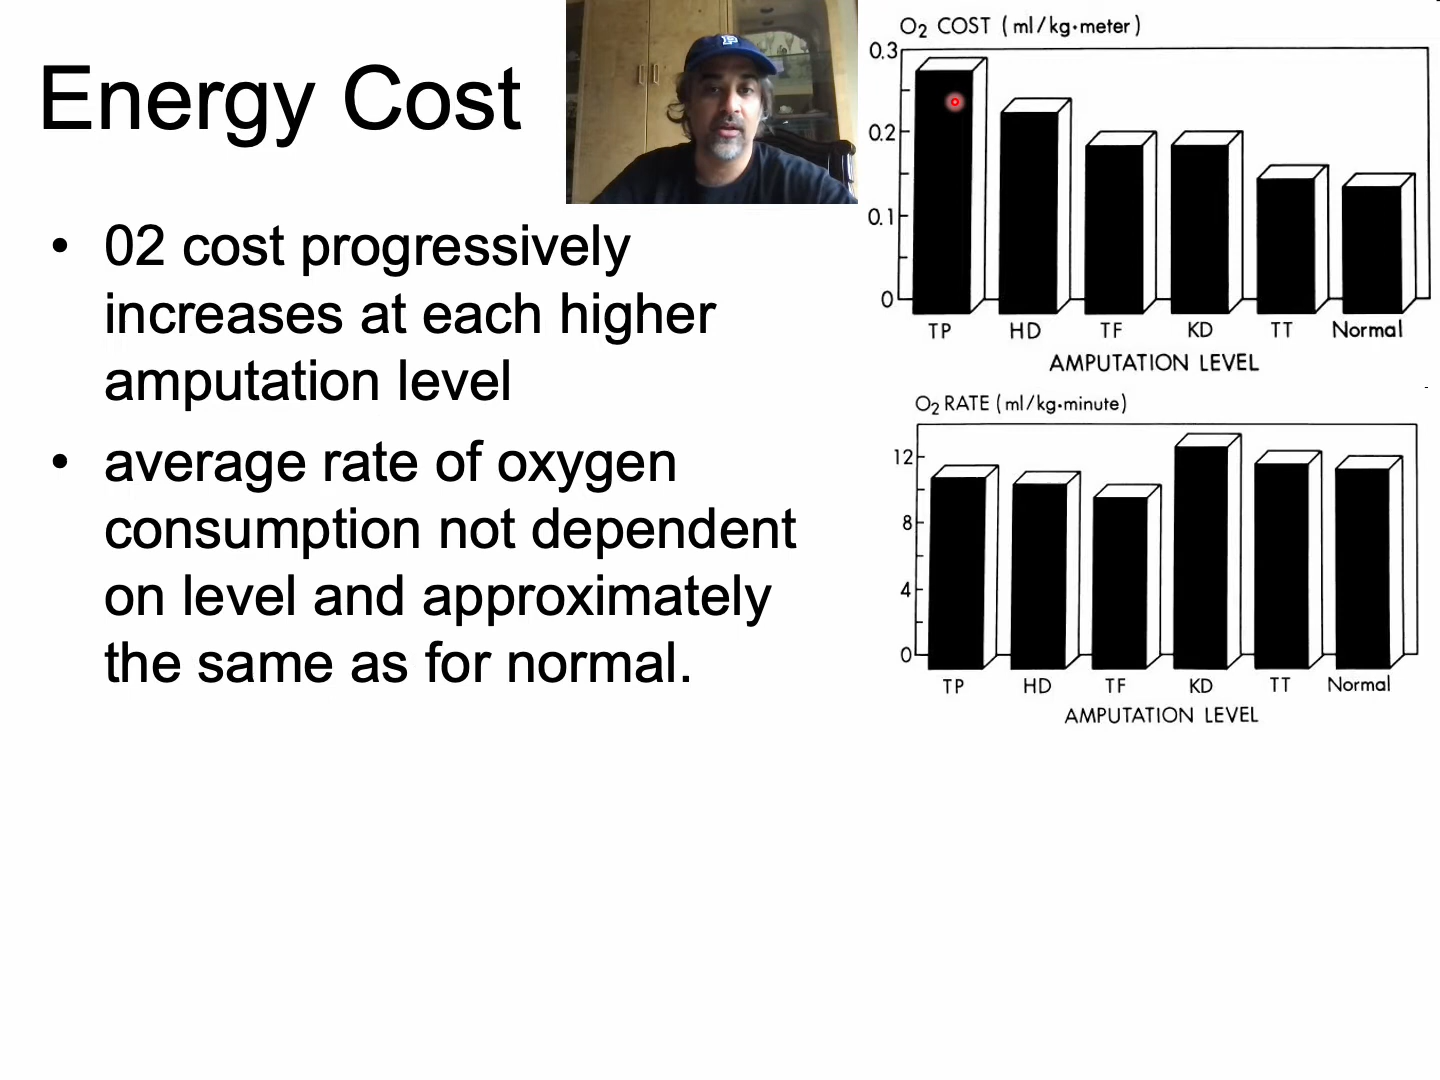 Energy Cost
• 02 cost progressively
increases at each higher
amputation level
• average rate of oxygen
consumption not dependent
on level and approximately
the same as for normal.
O2 COST (ml/kg•meter)
0.3
0.2
0.1
0
TP HD TF KD TT Normal
AMPUTATION LEVEL
O2 RATE (ml/kg•minute)
12
8
4
0
TP HD TF KD TT Normal
AMPUTATION LEVEL
P